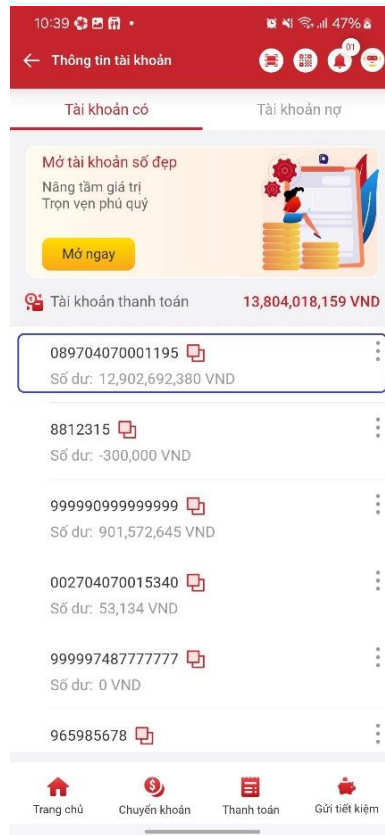 10:39
47%
Thông tin tài khoản
01
Tài khoản có
Tài khoản nợ
Mở tài khoản số đẹp
Nâng tầm giá trị
Trọn vẹn phú quý
Mở ngay
Tài khoản thanh toán
13,804,018,159 VND
089704070001195
Số dư: 12,902,692,380 VND
8812315
Số dư: -300,000 VND
999990999999999
Số dư: 901,572,645 VND
002704070015340
Số dư: 53,134 VND
999997487777777
Số dư: 0 VND
965985678
Trang chủ
Chuyển khoản
Thanh toán
Gửi tiết kiệm